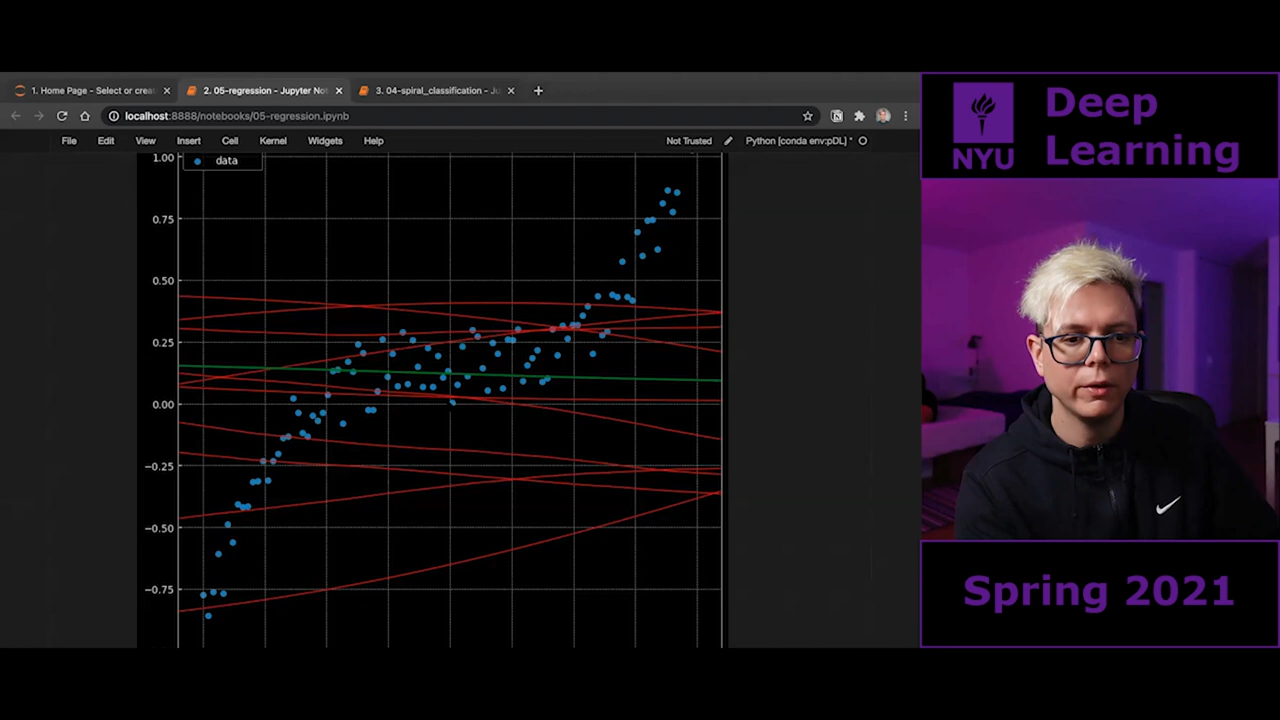 1. Home Page - Select or crea
2. 05-regression - Jupyter Not
3. 04-spiral_classification - Ju
localhost:8888/notebooks/05-regression.ipynb
File Edit View Insert Cell Kernel Widgets Help
Not Trusted
Python [conda env:pDL] *
data
1.00
0.75
0.50
0.25
0.00
−0.25
−0.50
−0.75
NYU
Deep
Learning
Spring 2021